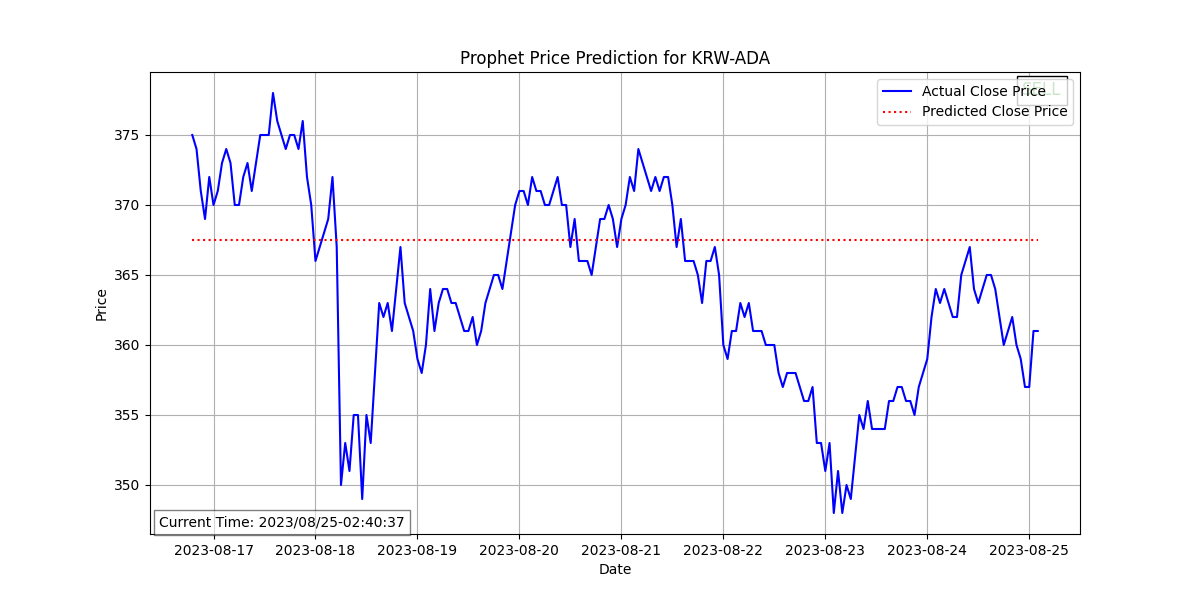 Prophet Price Prediction for KRW-ADA
SELL
Actual Close Price
Predicted Close Price
Price
375
370
365
360
355
350
Current Time: 2023/08/25-02:40:37
2023-08-17
2023-08-18
2023-08-19
2023-08-20
2023-08-21
2023-08-22
2023-08-23
2023-08-24
2023-08-25
Date